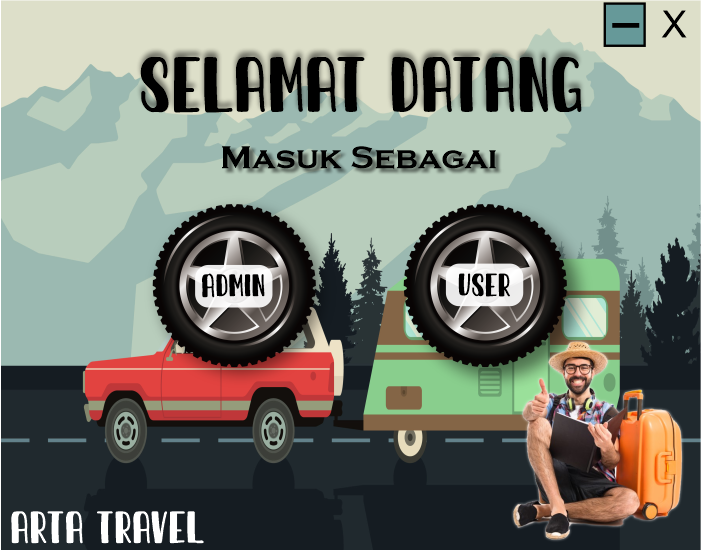 X
SELAMAT DATANG
MASUK SEBAGAI
ADMIN
USER
ARTA TRAVEL